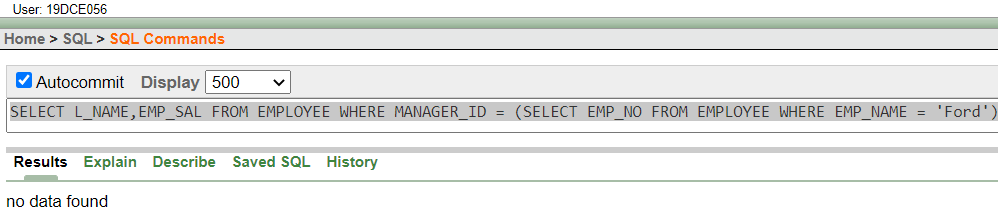 User: 19DCE056
Home > SQL > SQL Commands
Autocommit Display 500
SELECT L_NAME,EMP_SAL FROM EMPLOYEE WHERE MANAGER_ID = (SELECT EMP_NO FROM EMPLOYEE WHERE EMP_NAME = 'Ford')
Results Explain Describe Saved SQL History
no data found